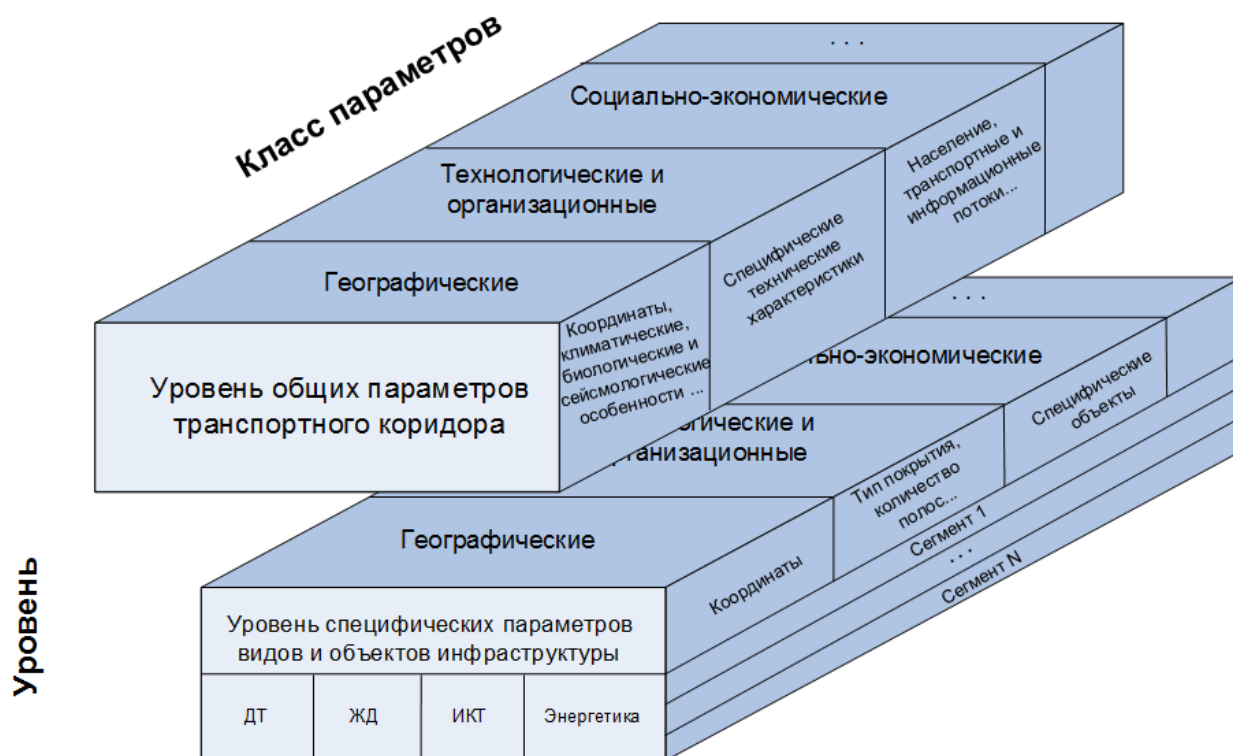 Класс параметров
. . .
Социально-экономические
Население,
транспортные и
информационные
потоки...
Технологические и
организационные
Специфические
технические
характеристики
Географические
Координаты,
климатические,
биологические и
сейсмологические
особенности ...
Уровень общих параметров
транспортного коридора
. . .
льно-экономические
Специфические
объекты
огические и
рганизационные
Тип покрытия,
количество
полос...
Географические
Координаты
Сегмент 1
. . .
Сегмент N
Уровень
Уровень специфических параметров
видов и объектов инфраструктуры
ДТ
ЖД
ИКТ
Энергетика